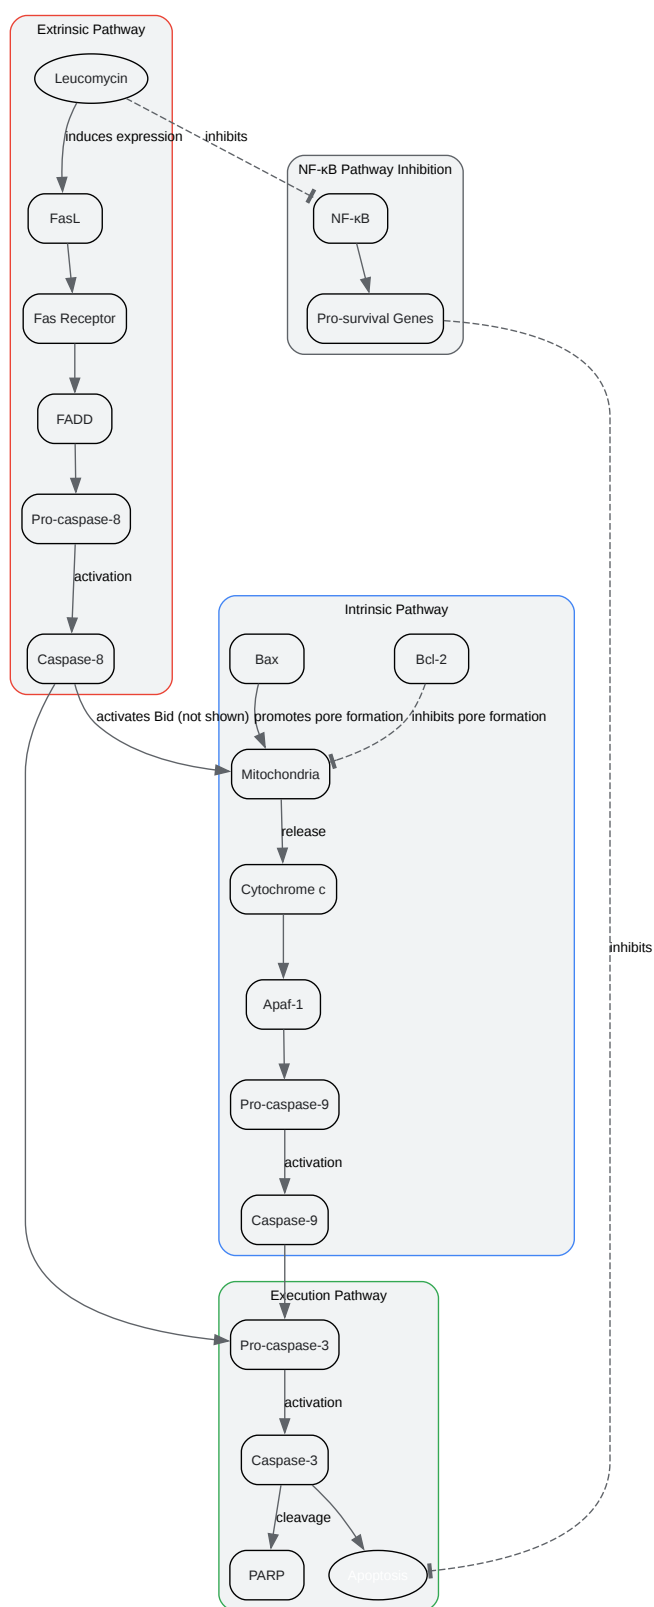 Extrinsic Pathway
Leucomycin
induces expression
inhibits
NF-κB Pathway Inhibition
FasL
NF-κB
Fas Receptor
Pro-survival Genes
FADD
Pro-caspase-8
activation
Intrinsic Pathway
Caspase-8
Bax
Bcl-2
activates Bid (not shown)
promotes pore formation
inhibits pore formation
Mitochondria
release
Cytochrome c
inhibits
Apaf-1
Pro-caspase-9
activation
Caspase-9
Execution Pathway
Pro-caspase-3
activation
Caspase-3
cleavage
PARP
Apoptosis